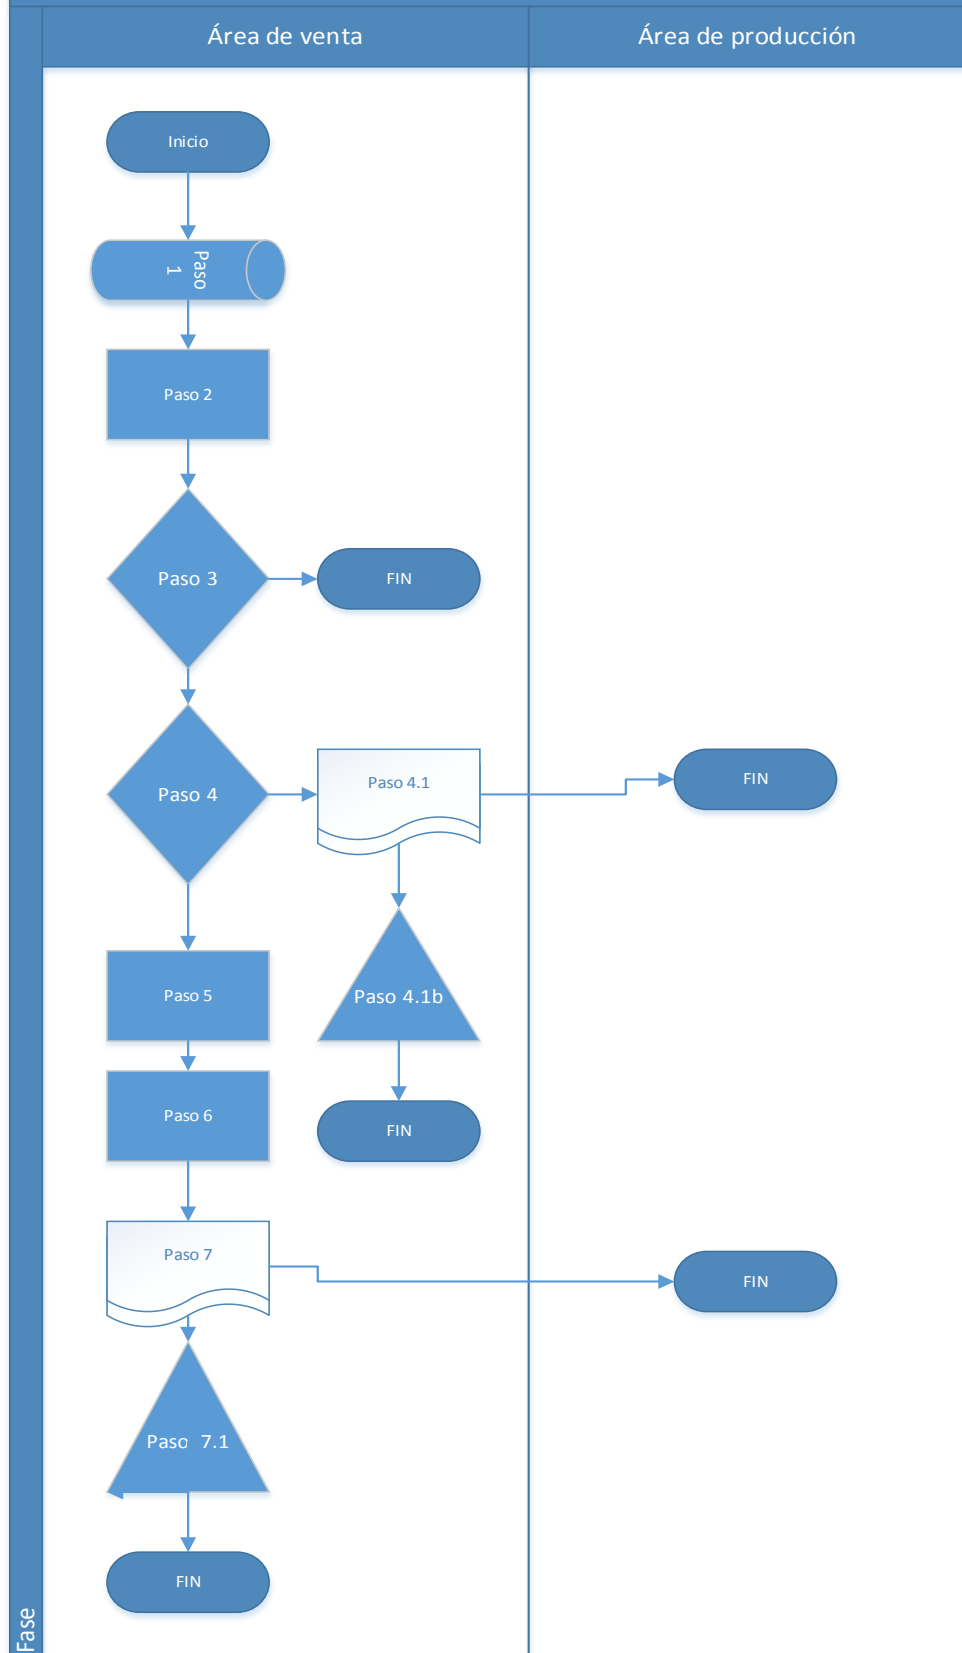 Área de venta
Área de producción
Inicio
Paso
1
Paso 2
Paso 3
FIN
Paso 4
Paso 4.1
FIN
Paso 5
Paso 4.1b
Paso 6
FIN
Paso 7
FIN
Paso 7.1
FIN
Fase